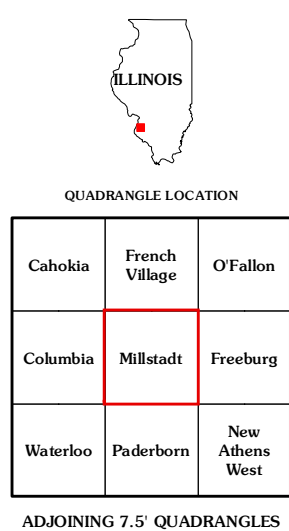 ILLINOIS
QUADRANGLE LOCATION
Cahokia
French
Village
O'Fallon
Columbia
Millstadt
Freeburg
Waterloo
Paderborn
New
Athens
West
ADJOINING 7.5' QUADRANGLES